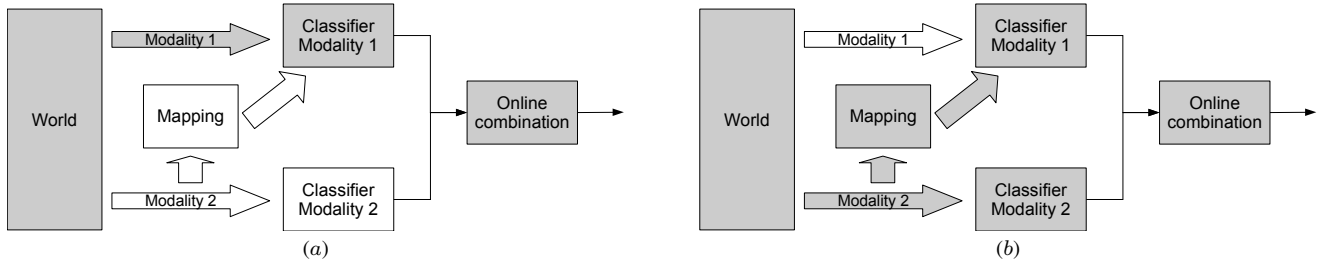 World
Modality 1
Classifier
Modality 1
Mapping
Modality 2
Classifier
Modality 2
Online
combination
(a)
World
Modality 1
Classifier
Modality 1
Mapping
Modality 2
Classifier
Modality 2
Online
combination
(b)